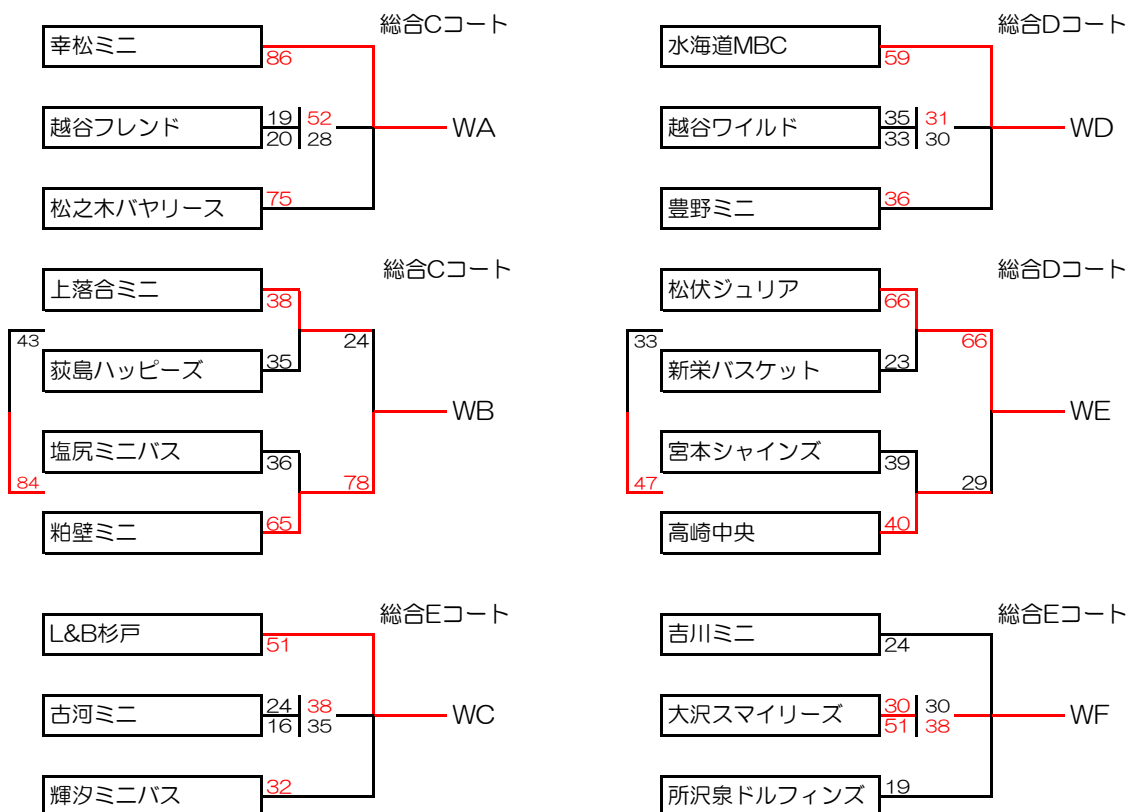 総合Cコート
幸松ミニ
86
越谷フレンド
19 52
20 28
WA
松之木バヤリース
75
総合Dコート
水海道MBC
59
越谷ワイルド
35 31
33 30
WD
豊野ミニ
36
総合Cコート
上落合ミニ
38
43
24
荻島ハッピーズ
35
WB
塩尻ミニバス
36
84
78
粕壁ミニ
65
総合Dコート
松伏ジュリア
66
33
66
新栄バスケット
23
WE
宮本シャインズ
39
47
29
高崎中央
40
総合Eコート
L&B杉戸
51
古河ミニ
24 38
16 35
WC
輝汐ミニバス
32
総合Eコート
吉川ミニ
24
大沢スマイリーズ
30 30
51 38
WF
所沢泉ドルフィンズ
19